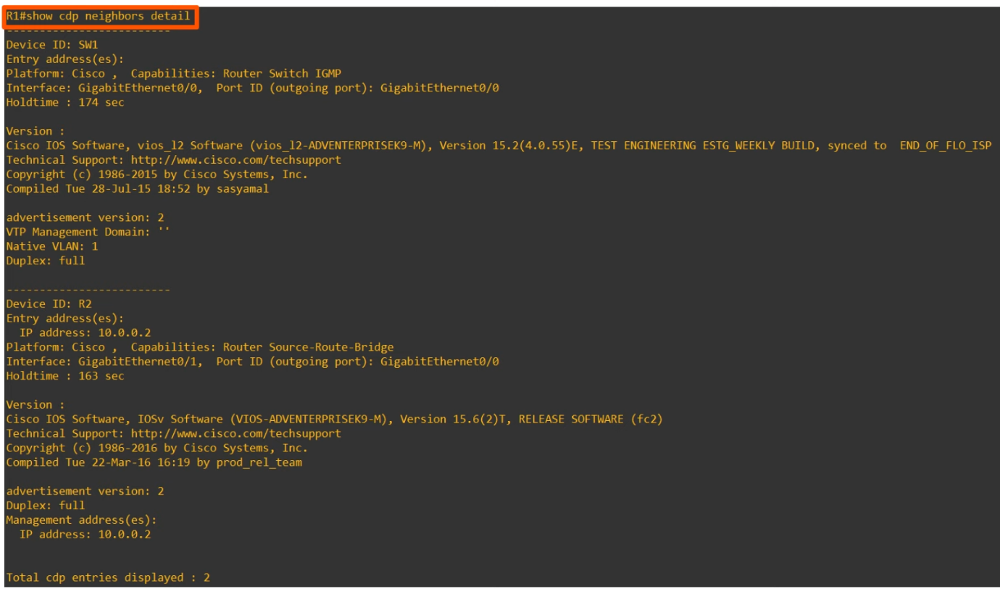 R1#show cdp neighbors detail
-------------------------
Device ID: SW1
Entry address(es):
Platform: Cisco ,  Capabilities: Router Switch IGMP
Interface: GigabitEthernet0/0,  Port ID (outgoing port): GigabitEthernet0/0
Holdtime : 174 sec

Version :
Cisco IOS Software, vios_l2 Software (vios_l2-ADVENTERPRISEK9-M), Version 15.2(4.0.55)E, TEST ENGINEERING ESTG_WEEKLY BUILD, synced to  END_OF_FLO_ISP
Technical Support: http://www.cisco.com/techsupport
Copyright (c) 1986-2015 by Cisco Systems, Inc.
Compiled Tue 28-Jul-15 18:52 by sasyamal

advertisement version: 2
VTP Management Domain: ''
Native VLAN: 1
Duplex: full

-------------------------
Device ID: R2
Entry address(es):
  IP address: 10.0.0.2
Platform: Cisco ,  Capabilities: Router Source-Route-Bridge
Interface: GigabitEthernet0/1,  Port ID (outgoing port): GigabitEthernet0/0
Holdtime : 163 sec

Version :
Cisco IOS Software, IOSv Software (VIOS-ADVENTERPRISEK9-M), Version 15.6(2)T, RELEASE SOFTWARE (fc2)
Technical Support: http://www.cisco.com/techsupport
Copyright (c) 1986-2016 by Cisco Systems, Inc.
Compiled Tue 22-Mar-16 16:19 by prod_rel_team

advertisement version: 2
Duplex: full
Management address(es):
  IP address: 10.0.0.2

Total cdp entries displayed : 2